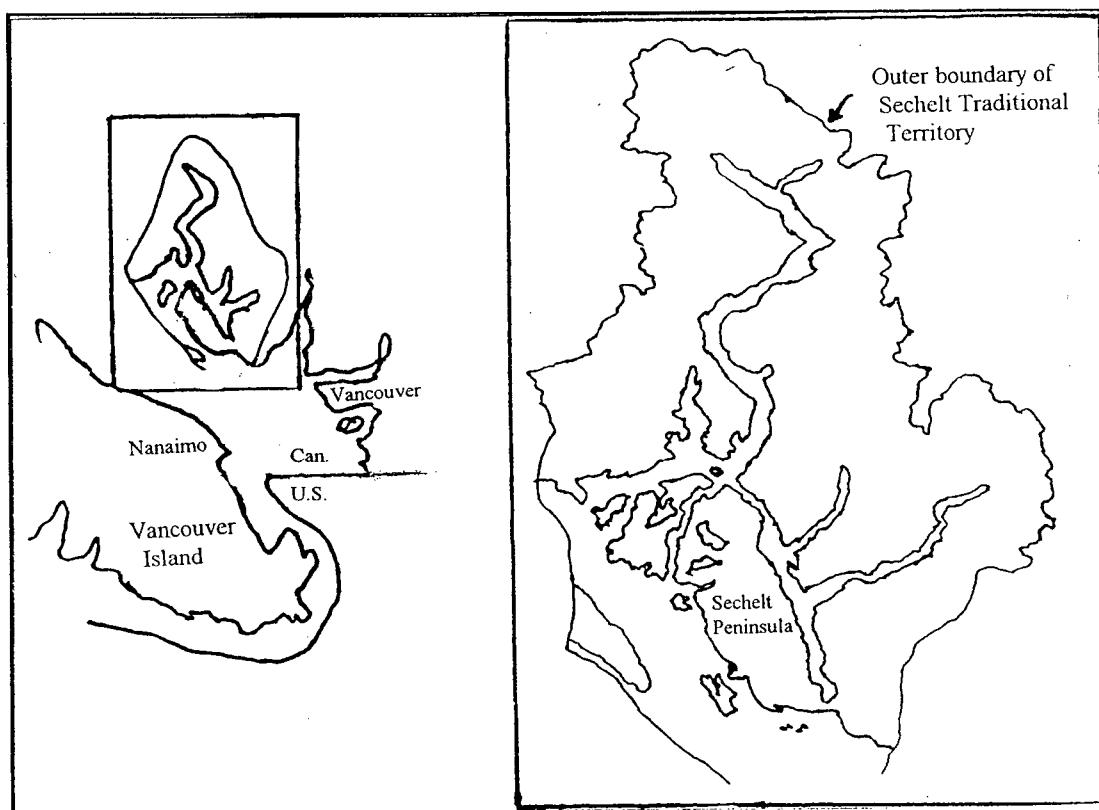 Outer boundary of
Sechelt Traditional
Territory
Vancouver
Nanaimo
Can.
U.S.
Vancouver
Island
Sechelt
Peninsula